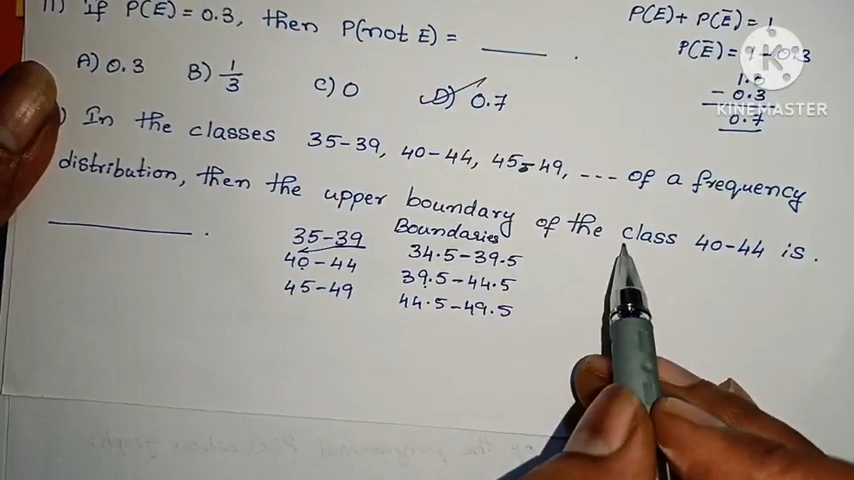 11) If P(E) = 0.3, then P(not E) = ______ .
A) 0.3 B) 1/3 C) 0 D) 0.7
P(E) + P(Ē) = 1
P(Ē) = 1 - 0.3
1.0
- 0.3
0.7
KINEMASTER
) In the classes 35-39, 40-44, 45-49, --- of a frequency
distribution, Then The upper boundary of the class 40-44 is.
______ .
Boundaries
35-39 34.5-39.5
40-44 39.5-44.5
45-49 44.5-49.5